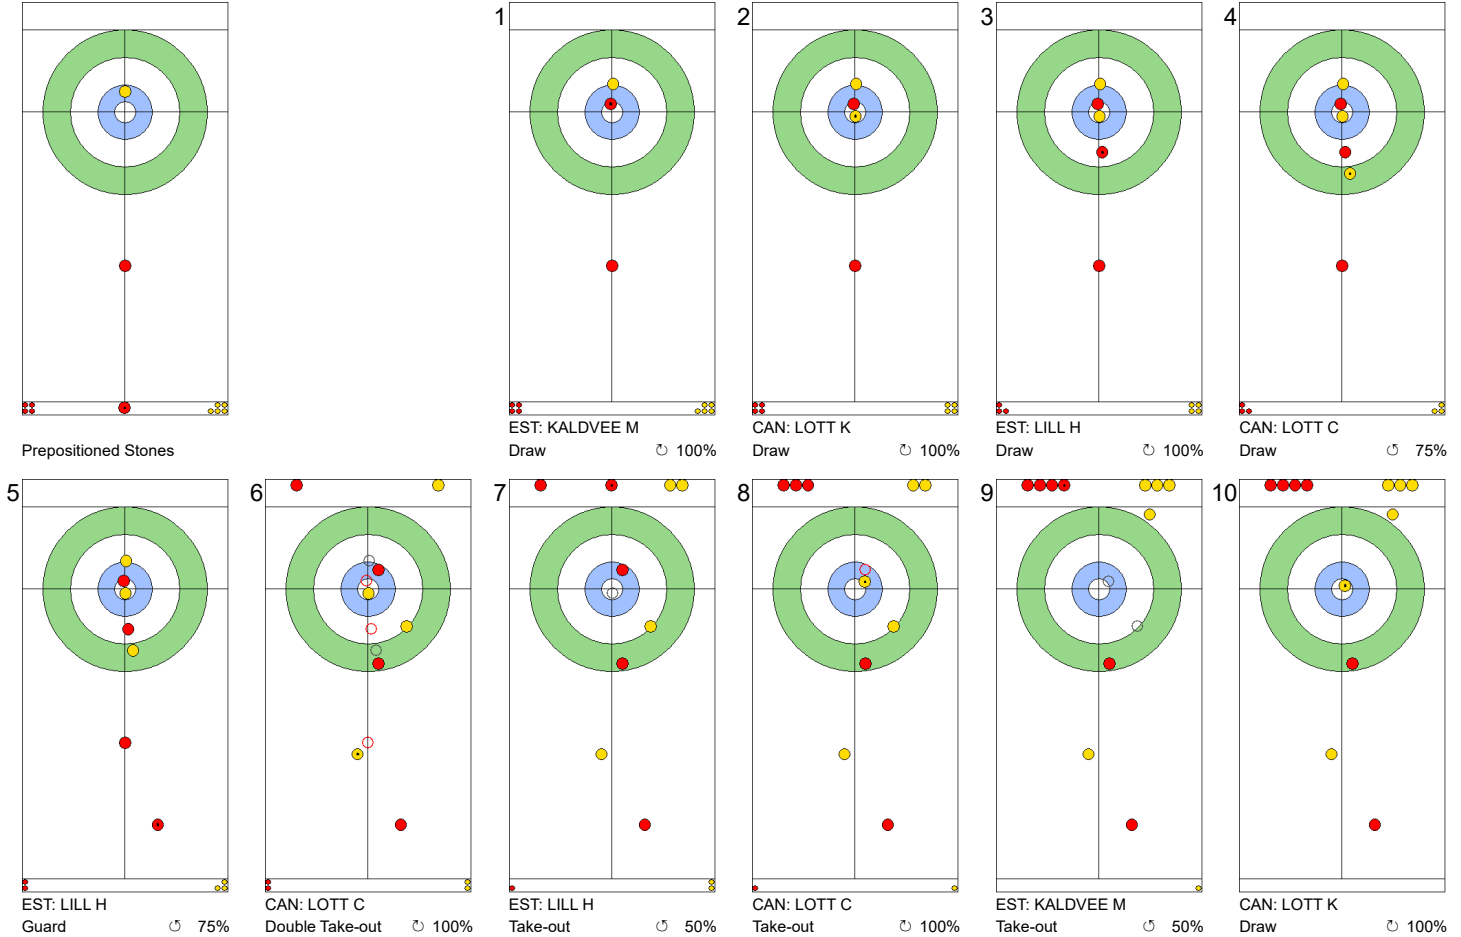 1
2
3
4
Prepositioned Stones
EST: KALDVEE M
Draw ↻ 100%
CAN: LOTT K
Draw ↻ 100%
EST: LILL H
Draw ↻ 100%
CAN: LOTT C
Draw ↺ 75%
5
6
7
8
9
10
EST: LILL H
Guard ↺ 75%
CAN: LOTT C
Double Take-out ↻ 100%
EST: LILL H
Take-out ↺ 50%
CAN: LOTT C
Take-out ↻ 100%
EST: KALDVEE M
Take-out ↺ 50%
CAN: LOTT K
Draw ↻ 100%